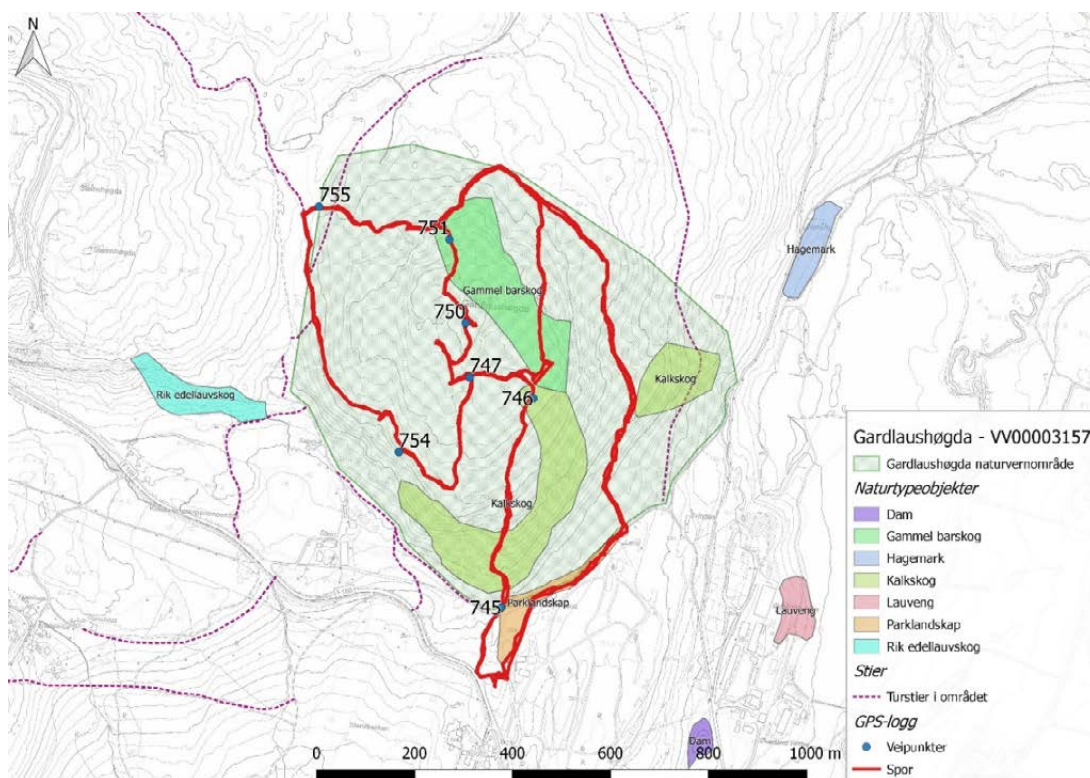 N
755
751
Hagemark
Gammel barskog
750
747
Kalkskog
746
Rik edellauvskog
754
Kalkskog
745
Parklandskap
Lauveng
Dam
0 200 400 600 800 1000 m
Gardlaushøgda - VV00003157
Gardlaushøgda naturvernområde
Naturtypeobjekter
Dam
Gammel barskog
Hagemark
Kalkskog
Lauveng
Parklandskap
Rik edellauvskog
Stier
Turstier i området
GPS-logg
Veipunkter
Spor